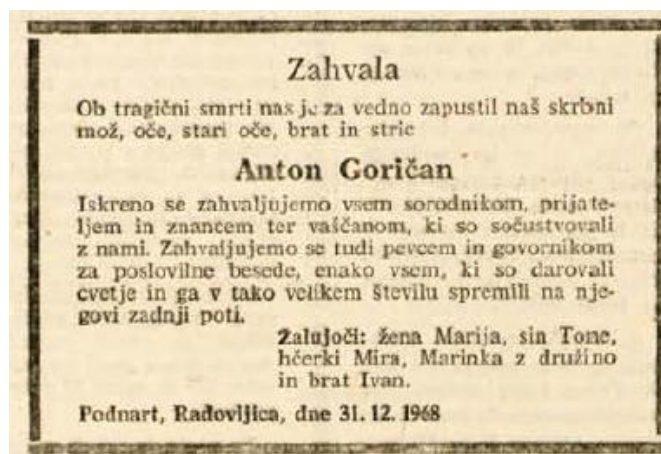 Zahvala
Ob tragični smrti nas je za vedno zapustil naš skrbni
mož, oče, stari oče, brat in stric
Anton Goričan
Iskreno se zahvaljujemo vsem sorodnikom, prijate-
ljem in znancem ter vaščanom, ki so sočustvovali
z nami. Zahvaljujemo se tudi pevcem in govornikom
za poslovilne besede, enako vsem, ki so darovali
cvetje in ga v tako velikem številu spremili na nje-
govi zadnji poti.
Žalujoči: žena Marija, sin Tone,
hčerki Mira, Marinka z družino
in brat Ivan.
Podnart, Radovljica, dne 31. 12. 1968